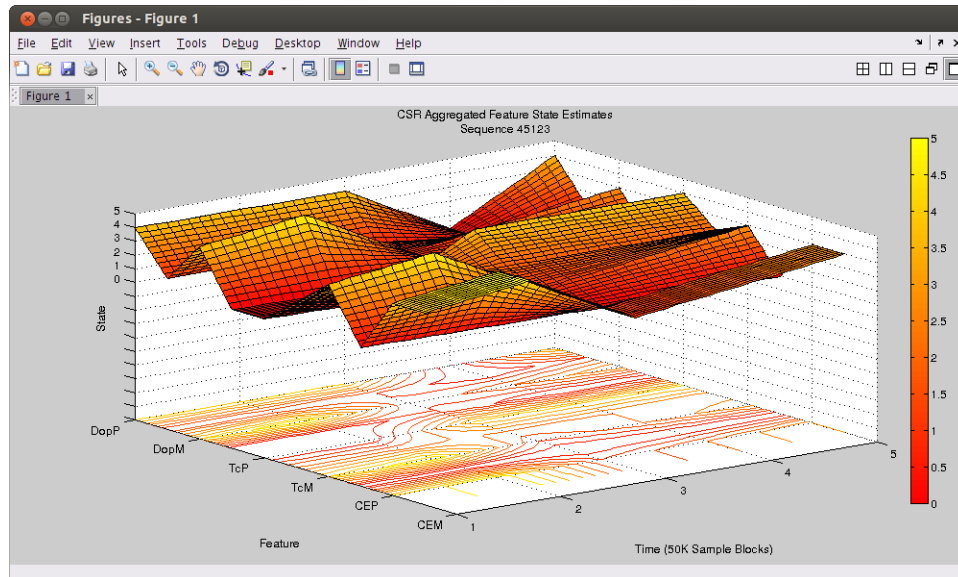 Figures - Figure 1
File Edit View Insert Tools Debug Desktop Window Help
Figure 1 ×
CSR Aggregated Feature State Estimates
Sequence 45123
5
4
3
2
1
0
State
DopP
DopM
TcP
TcM
CEP
CEM
Feature
1
2
3
4
5
Time (50K Sample Blocks)
5
4.5
4
3.5
3
2.5
2
1.5
1
0.5
0